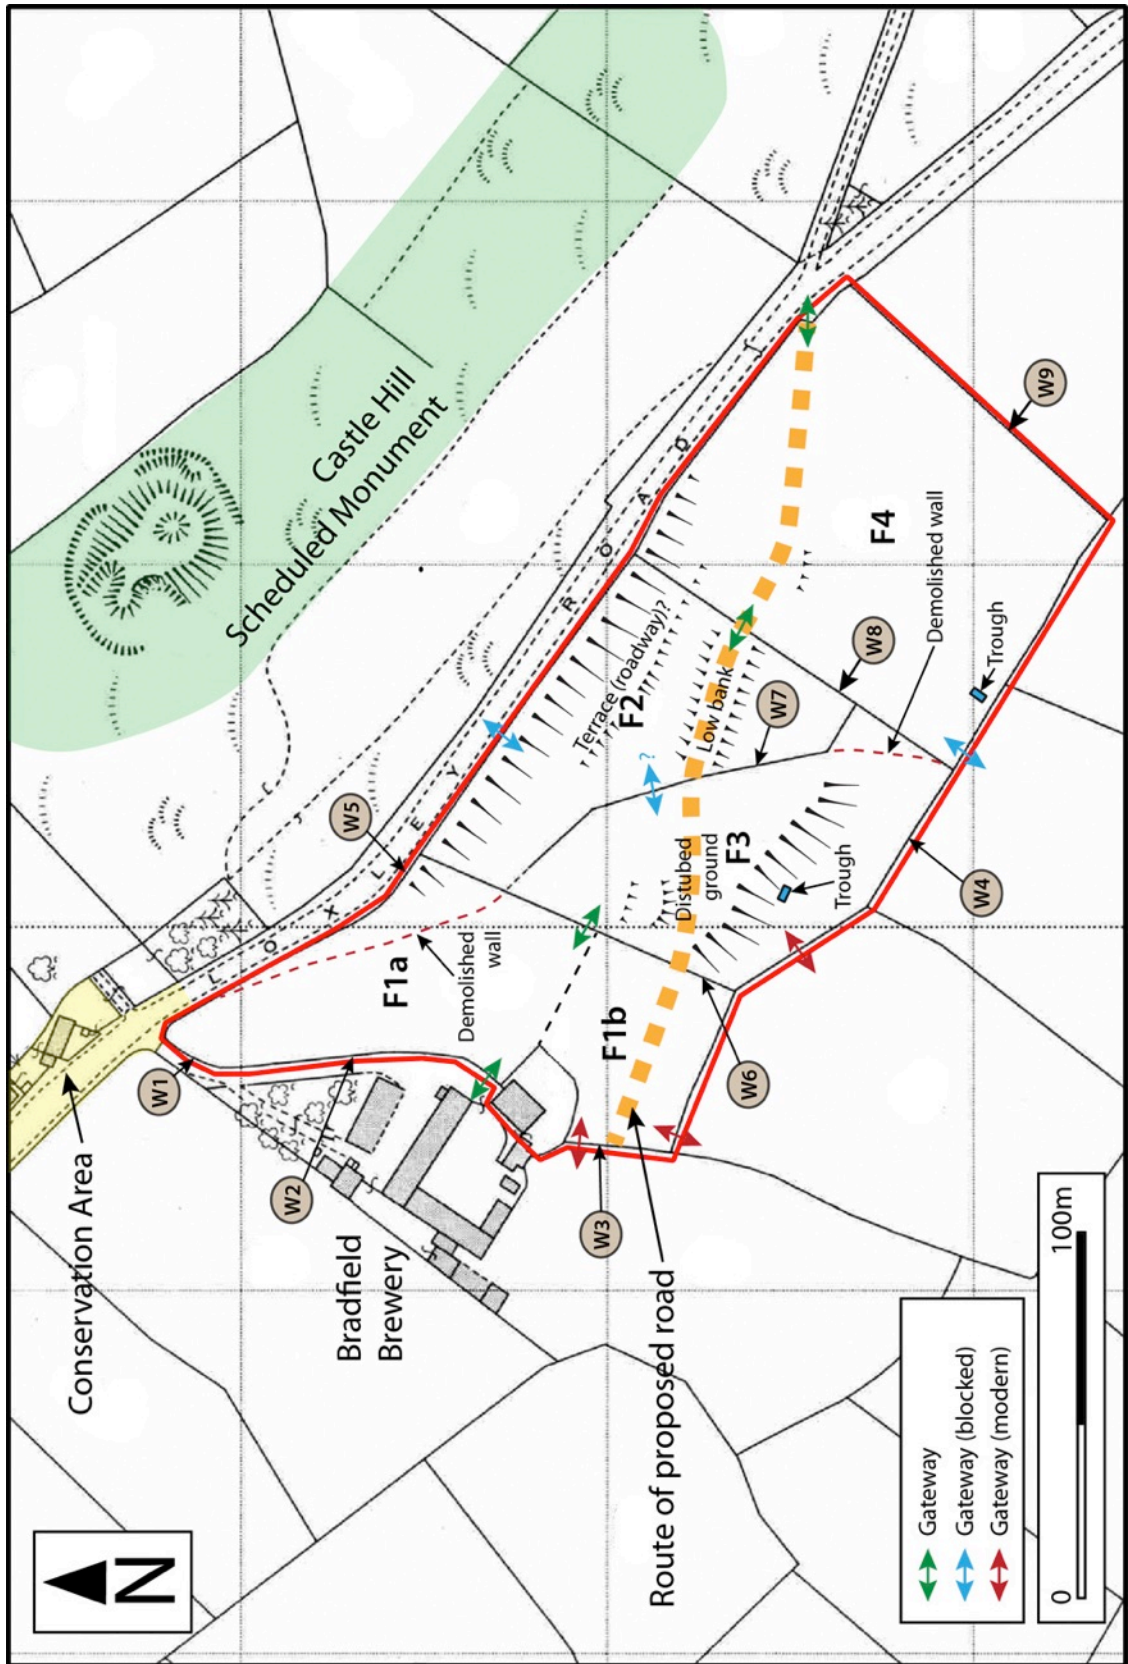 Conservation Area
Castle Hill
Scheduled Monument
W1
W2
W5
LOXLEY ROAD
Bradfield
Brewery
F1a
Demolished
wall
Terrace (roadway)?
F2
?
Low bank
W7
F1b
Distubed
ground
F3
Trough
W3
W6
W8
F4
Demolished wall
Trough
W4
W9
Route of proposed road
N
Gateway
Gateway (blocked)
Gateway (modern)
0
100m